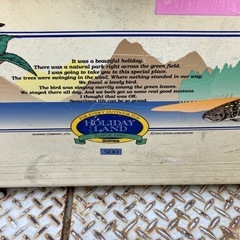 It was a beautiful holiday.
There was a natural park right across the green field.
I was going to take you to this special place.
The trees were swinging in the wind. Where nothing standed in our way.
We found a lovely bird.
The bird was singing merrily among the green leaves.
We stayed there all day. And we both got some real good suntans.
I thought that was OK.
Sometimes life can be so grand.
HOLIDAY
LAND
500